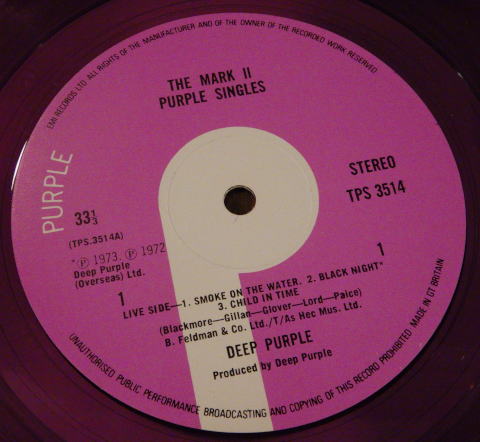 EMI RECORDS LTD ALL RIGHTS OF THE MANUFACTURER AND OF THE OWNER OF THE RECORDED WORK RESERVED
THE MARK II
PURPLE SINGLES
PURPLE
STEREO
TPS 3514
33⅓
(TPS.3514A)
* ℗ 1973. ℗ 1972
Deep Purple
(Overseas) Ltd.
1
1
LIVE SIDE—1. SMOKE ON THE WATER. 2. BLACK NIGHT*
3. CHILD IN TIME
(Blackmore—Gillan—Glover—Lord—Paice)
B. Feldman & Co. Ltd./T/As Hec Mus. Ltd.
DEEP PURPLE
Produced by Deep Purple
UNAUTHORISED PUBLIC PERFORMANCE BROADCASTING AND COPYING OF THIS RECORD PROHIBITED MADE IN GT BRITAIN